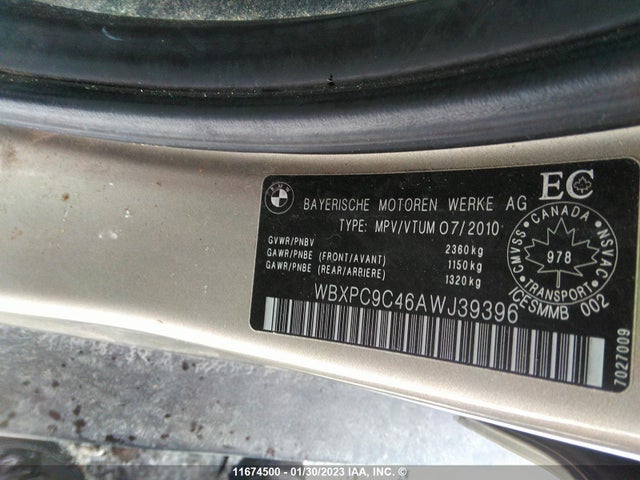 BMW
BAYERISCHE MOTOREN WERKE AG
EC
TYPE: MPV/VTUM 07/2010
GVWR/PNBV 2360 kg
GAWR/PNBE (FRONT/AVANT) 1150 kg
GAWR/PNBE (REAR/ARRIERE) 1320 kg
WBXPC9C46AWJ39396
CANADA
CMVSS
NSVAC
978
TRANSPORT
ICESMMB 002
7027009
11674500 - 01/30/2023 IAA, INC. ©